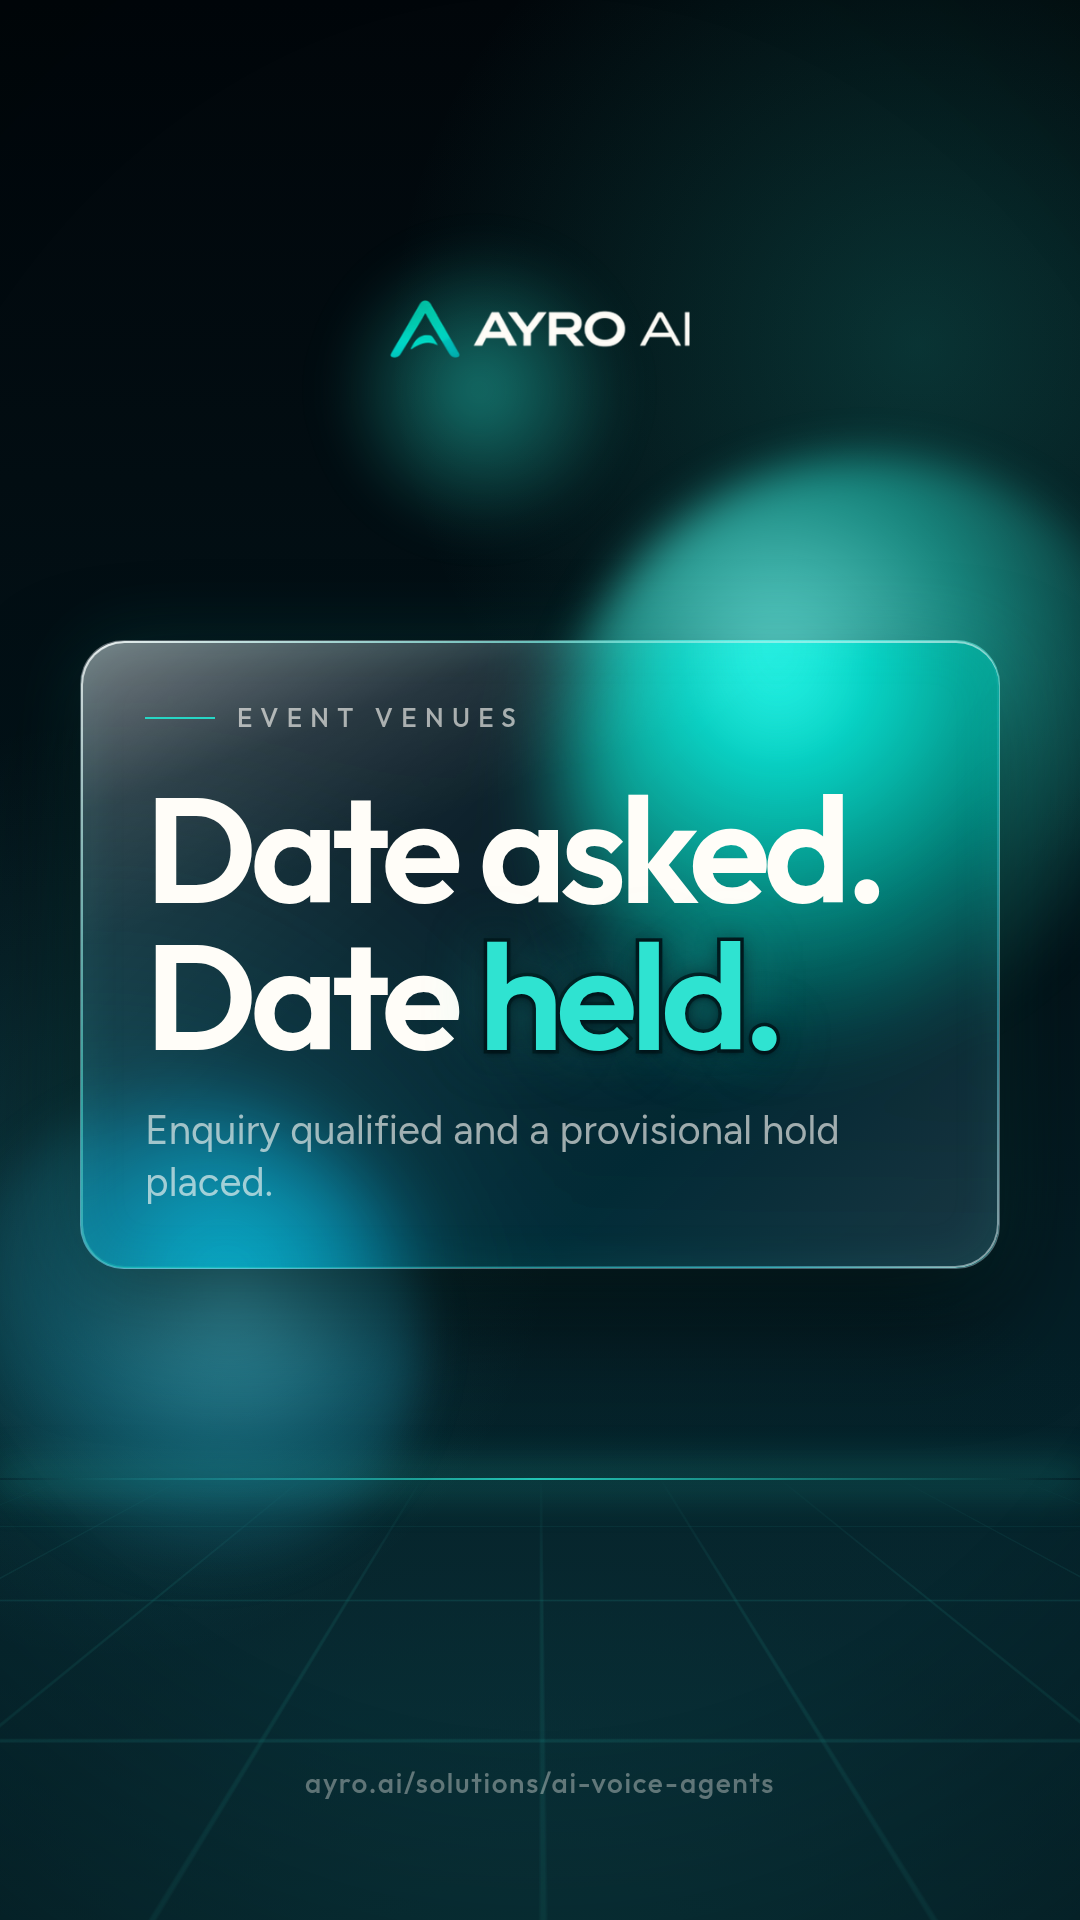 AYRO AI
EVENT VENUES
Date asked.
Date held.
Enquiry qualified and a provisional hold
placed.
ayro.ai/solutions/ai-voice-agents